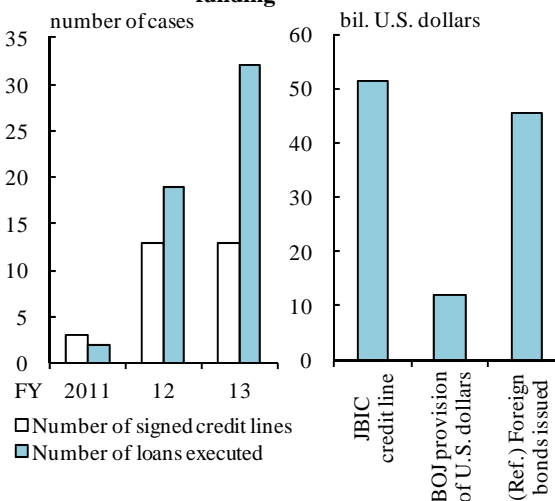 funding
number of cases
35
30
25
20
15
10
5
0
FY 2011 12 13
Number of signed credit lines
Number of loans executed
bil. U.S. dollars
60
50
40
30
20
10
0
JBIC
credit line
BOJ provision
of U.S. dollars
(Ref.) Foreign
bonds issued